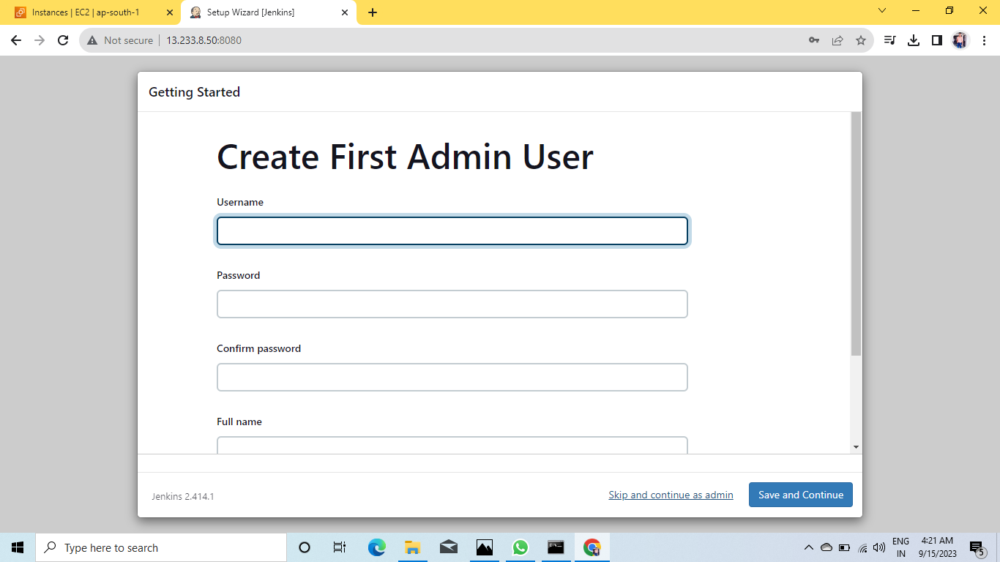 Instances | EC2 | ap-south-1
Setup Wizard [Jenkins]
Not secure | 13.233.8.50:8080
Getting Started
Create First Admin User
Username
Password
Confirm password
Full name
Jenkins 2.414.1
Skip and continue as admin
Save and Continue
Type here to search
ENG
IN
4:21 AM
9/15/2023
5